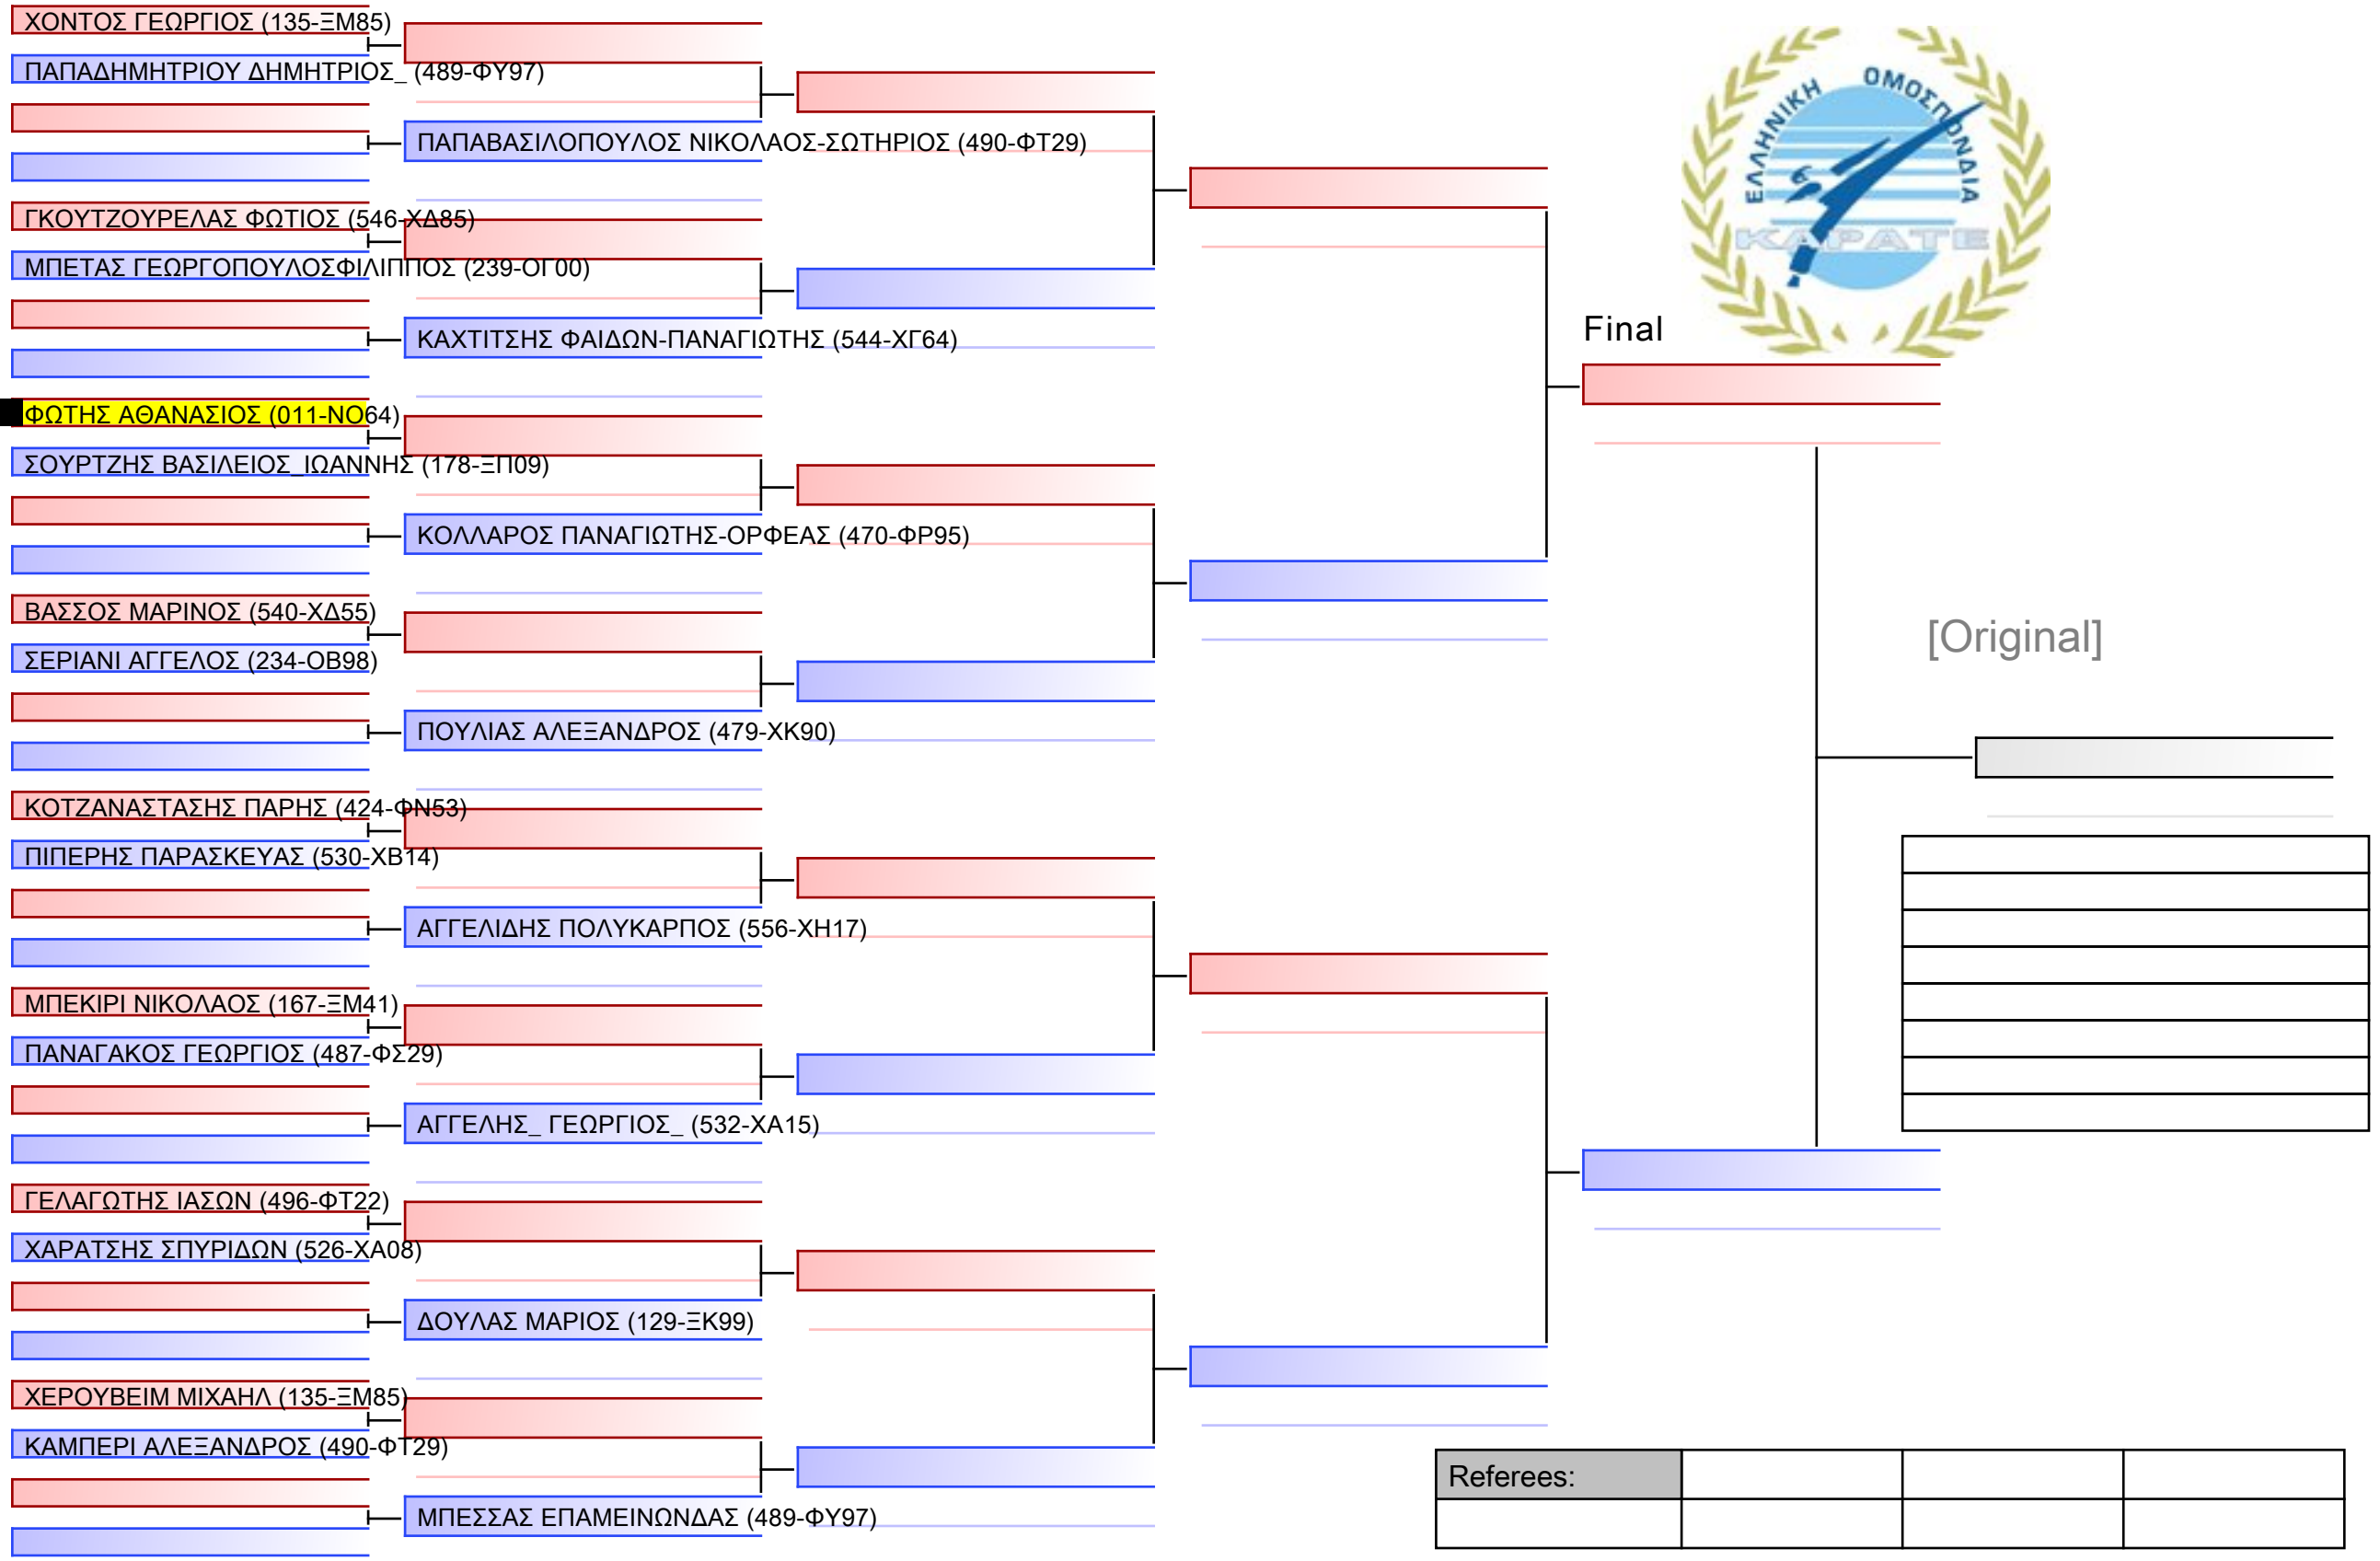 ΧΟΝΤΟΣ ΓΕΩΡΓΙΟΣ (135-ΞΜ85)
ΠΑΠΑΔΗΜΗΤΡΙΟΥ ΔΗΜΗΤΡΙΟΣ_ (489-ΦΥ97)
ΠΑΠΑΒΑΣΙΛΟΠΟΥΛΟΣ ΝΙΚΟΛΑΟΣ-ΣΩΤΗΡΙΟΣ (490-ΦΤ29)
ΓΚΟΥΤΖΟΥΡΕΛΑΣ ΦΩΤΙΟΣ (546-ΧΔ85)
ΜΠΕΤΑΣ ΓΕΩΡΓΟΠΟΥΛΟΣΦΙΛΙΠΠΟΣ (239-ΟΓ00)
ΚΑΧΤΙΤΣΗΣ ΦΑΙΔΩΝ-ΠΑΝΑΓΙΩΤΗΣ (544-ΧΓ64)
ΦΩΤΗΣ ΑΘΑΝΑΣΙΟΣ (011-ΝΟ64)
ΣΟΥΡΤΖΗΣ ΒΑΣΙΛΕΙΟΣ_ΙΩΑΝΝΗΣ (178-ΞΠ09)
ΚΟΛΛΑΡΟΣ ΠΑΝΑΓΙΩΤΗΣ-ΟΡΦΕΑΣ (470-ΦΡ95)
ΒΑΣΣΟΣ ΜΑΡΙΝΟΣ (540-ΧΔ55)
ΣΕΡΙΑΝΙ ΑΓΓΕΛΟΣ (234-ΟΒ98)
ΠΟΥΛΙΑΣ ΑΛΕΞΑΝΔΡΟΣ (479-ΧΚ90)
ΚΟΤΖΑΝΑΣΤΑΣΗΣ ΠΑΡΗΣ (424-ΦΝ53)
ΠΙΠΕΡΗΣ ΠΑΡΑΣΚΕΥΑΣ (530-ΧΒ14)
ΑΓΓΕΛΙΔΗΣ ΠΟΛΥΚΑΡΠΟΣ (556-ΧΗ17)
ΜΠΕΚΙΡΙ ΝΙΚΟΛΑΟΣ (167-ΞΜ41)
ΠΑΝΑΓΑΚΟΣ ΓΕΩΡΓΙΟΣ (487-ΦΣ29)
ΑΓΓΕΛΗΣ_ ΓΕΩΡΓΙΟΣ_ (532-ΧΑ15)
ΓΕΛΑΓΩΤΗΣ ΙΑΣΩΝ (496-ΦΤ22)
ΧΑΡΑΤΣΗΣ ΣΠΥΡΙΔΩΝ (526-ΧΑ08)
ΔΟΥΛΑΣ ΜΑΡΙΟΣ (129-ΞΚ99)
ΧΕΡΟΥΒΕΙΜ ΜΙΧΑΗΛ (135-ΞΜ85)
ΚΑΜΠΕΡΙ ΑΛΕΞΑΝΔΡΟΣ (490-ΦΤ29)
ΜΠΕΣΣΑΣ ΕΠΑΜΕΙΝΩΝΔΑΣ (489-ΦΥ97)
ΕΛΛΗΝΙΚΗ ΟΜΟΣΠΟΝΔΙΑ
ΚΑΡΑΤΕ
Final
[Original]
Referees: